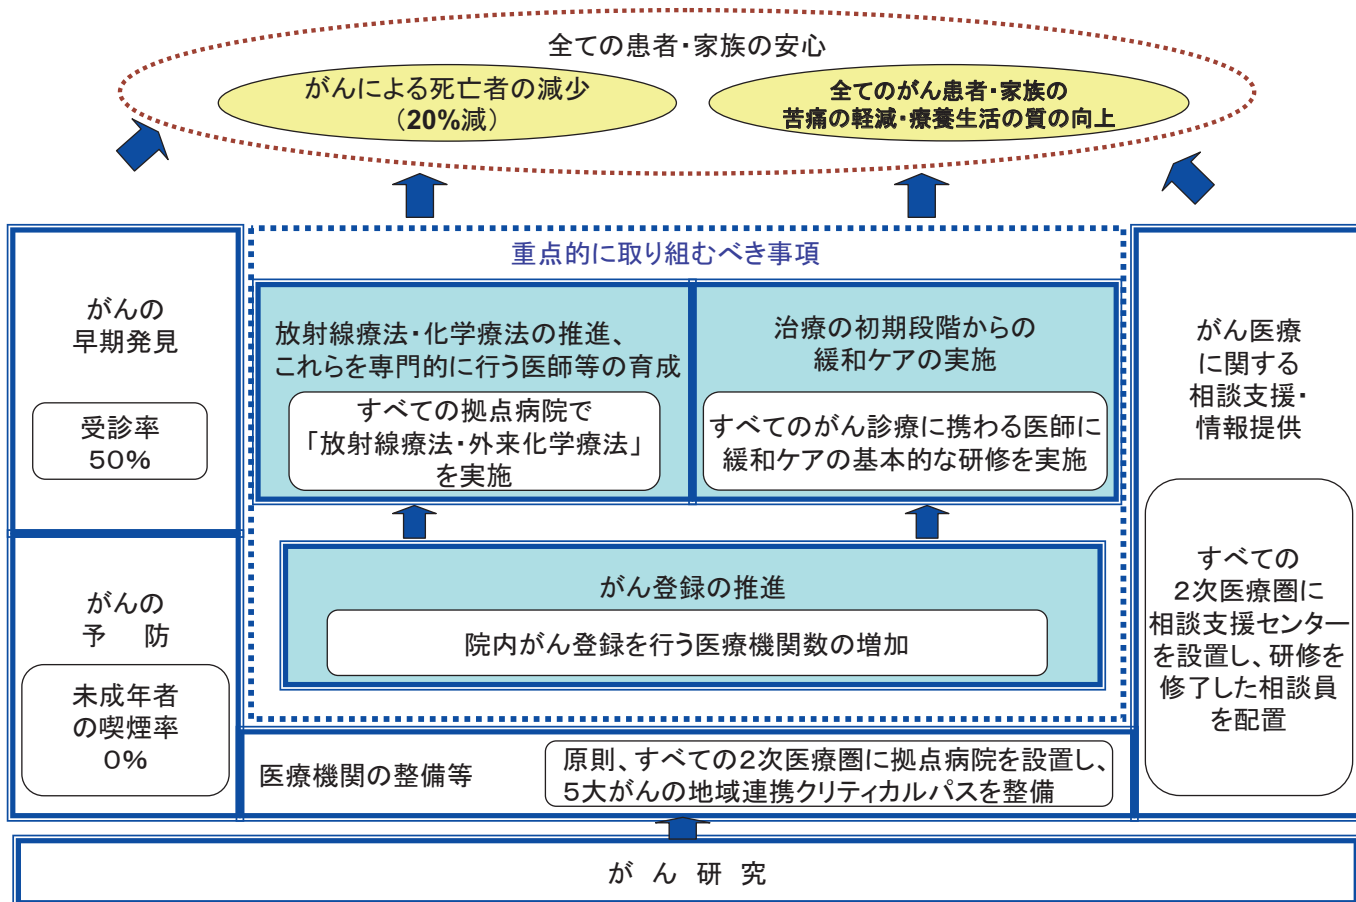 全ての患者・家族の安心
がんによる死亡者の減少
（20%減）
全てのがん患者・家族の
苦痛の軽減・療養生活の質の向上
がんの
早期発見
受診率
50%
がんの
予　防
未成年者
の喫煙率
0%
重点的に取り組むべき事項
放射線療法・化学療法の推進、
これらを専門的に行う医師等の育成
すべての拠点病院で
「放射線療法・外来化学療法」
を実施
治療の初期段階からの
緩和ケアの実施
すべてのがん診療に携わる医師に
緩和ケアの基本的な研修を実施
がん登録の推進
院内がん登録を行う医療機関数の増加
医療機関の整備等
原則、すべての２次医療圏に拠点病院を設置し、
５大がんの地域連携クリティカルパスを整備
がん医療
に関する
相談支援・
情報提供
すべての
２次医療圏に
相談支援センター
を設置し、研修を
修了した相談員
を配置
が ん 研 究